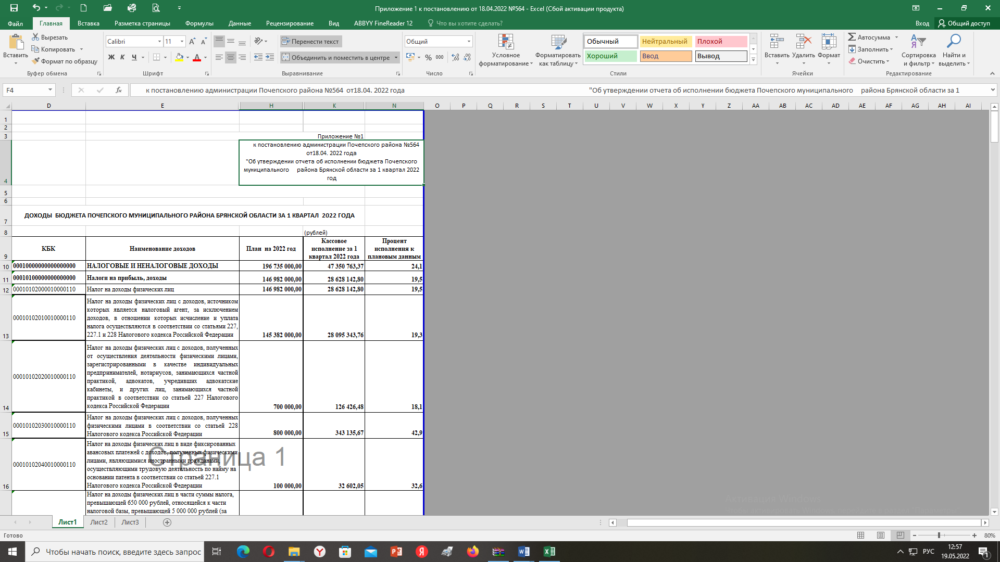 Приложение 1 к постановлению от 18.04.2022 №564 - Excel (Сбой активации продукта)
Файл Главная Вставка Разметка страницы Формулы Данные Рецензирование Вид ABBYY FineReader 12 Что вы хотите сделать? Вход Общий доступ
Вставить
Вырезать
Копировать
Формат по образцу
Буфер обмена
Calibri 11
Ж К Ч
Шрифт
Перенести текст
Объединить и поместить в центре
Выравнивание
Общий
% 000
Число
Условное форматирование
Форматировать как таблицу
Обычный Нейтральный Плохой
Хороший Ввод Вывод
Стили
Вставить Удалить Формат
Ячейки
Автосумма
Заполнить
Очистить
Сортировка и фильтр
Найти и выделить
Редактирование
F4 fx к постановлению администрации Почепского района №564 от18.04. 2022 года "Об утверждении отчета об исполнении бюджета Почепского муниципального района Брянской области за 1
D E H K N O P Q R S T U V W X Y Z AA AB AC AD AE AF AG AH AI
1
2
3 Приложение №1
4 к постановлению администрации Почепского района №564
от18.04. 2022 года
"Об утверждении отчета об исполнении бюджета Почепского
муниципального района Брянской области за 1 квартал 2022
год
5
6
7 ДОХОДЫ БЮДЖЕТА ПОЧЕПСКОГО МУНИЦИПАЛЬНОГО РАЙОНА БРЯНСКОЙ ОБЛАСТИ ЗА 1 КВАРТАЛ 2022 ГОДА
8 (рублей)
9 КБК Наименование доходов План на 2022 год Кассовое исполнение за 1 квартал 2022 года Процент исполнения к плановым данным
10 00010000000000000000 НАЛОГОВЫЕ И НЕНАЛОГОВЫЕ ДОХОДЫ 196 735 000,00 47 350 763,37 24,1
11 00010100000000000000 Налоги на прибыль, доходы 146 982 000,00 28 628 142,80 19,5
12 00010102000010000110 Налог на доходы физических лиц 146 982 000,00 28 628 142,80 19,5
13 00010102010010000110
Налог на доходы физических лиц с доходов, источником
которых является налоговый агент, за исключением
доходов, в отношении которых исчисление и уплата
налога осуществляются в соответствии со статьями 227,
227.1 и 228 Налогового кодекса Российской Федерации
145 382 000,00 28 095 343,76 19,3
14 00010102020010000110
Налог на доходы физических лиц с доходов, полученных
от осуществления деятельности физическими лицами,
зарегистрированными в качестве индивидуальных
предпринимателей, нотариусов, занимающихся частной
практикой, адвокатов, учредивших адвокатские
кабинеты, и других лиц, занимающихся частной
практикой в соответствии со статьей 227 Налогового
кодекса Российской Федерации
700 000,00 126 426,48 18,1
15 00010102030010000110
Налог на доходы физических лиц с доходов, полученных
физическими лицами в соответствии со статьей 228
Налогового кодекса Российской Федерации
800 000,00 343 135,67 42,9
16 00010102040010000110
Налог на доходы физических лиц в виде фиксированных
авансовых платежей с доходов, полученных физическими
лицами, являющимися иностранными гражданами,
осуществляющими трудовую деятельность по найму на
основании патента в соответствии со статьей 227.1
Налогового кодекса Российской Федерации
100 000,00 32 602,05 32,6
Страница 1
Налог на доходы физических лиц в части суммы налога,
превышающей 650 000 рублей, относящейся к части
налоговой базы, превышающей 5 000 000 рублей (за
Активация Windows
Лист1 Лист2 Лист3
Готово 80%
Чтобы начать поиск, введите здесь запрос
РУС 12:57
19.05.2022
1